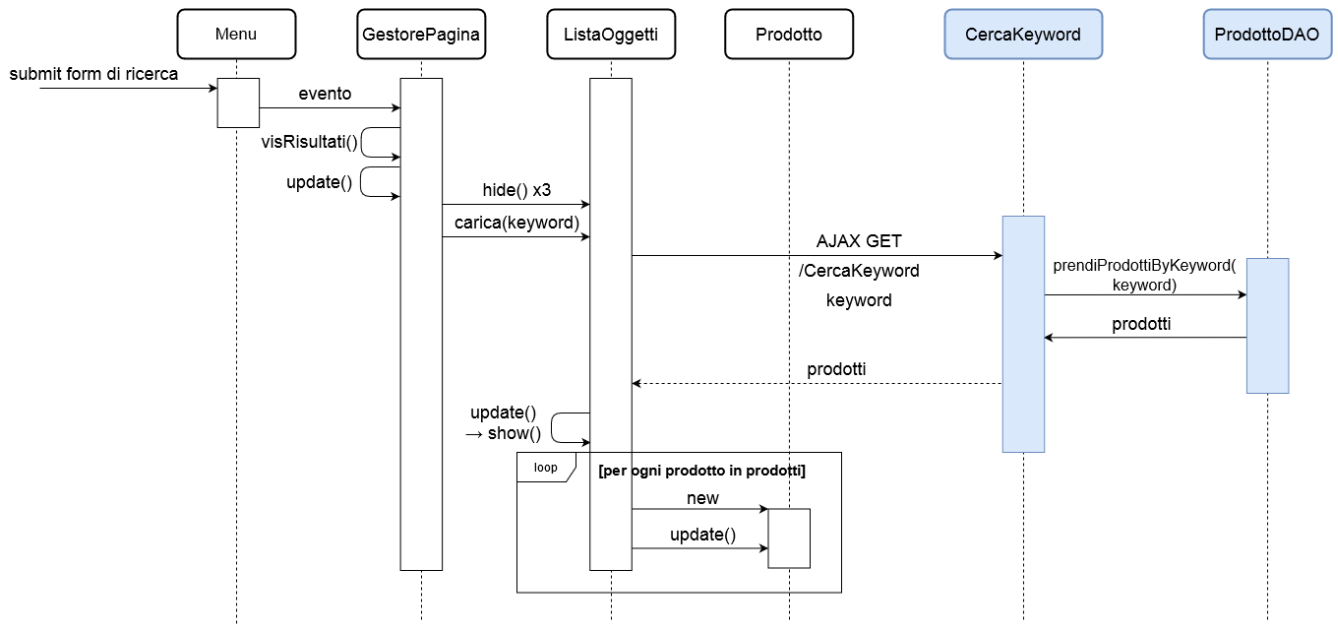 Menu
GestorePagina
ListaOggetti
Prodotto
CercaKeyword
ProdottoDAO
submit form di ricerca
evento
visRisultati()
update()
hide() x3
carica(keyword)
AJAX GET
/CercaKeyword
keyword
prendiProdottiByKeyword(
keyword)
prodotti
prodotti
update()
→ show()
loop
[per ogni prodotto in prodotti]
new
update()